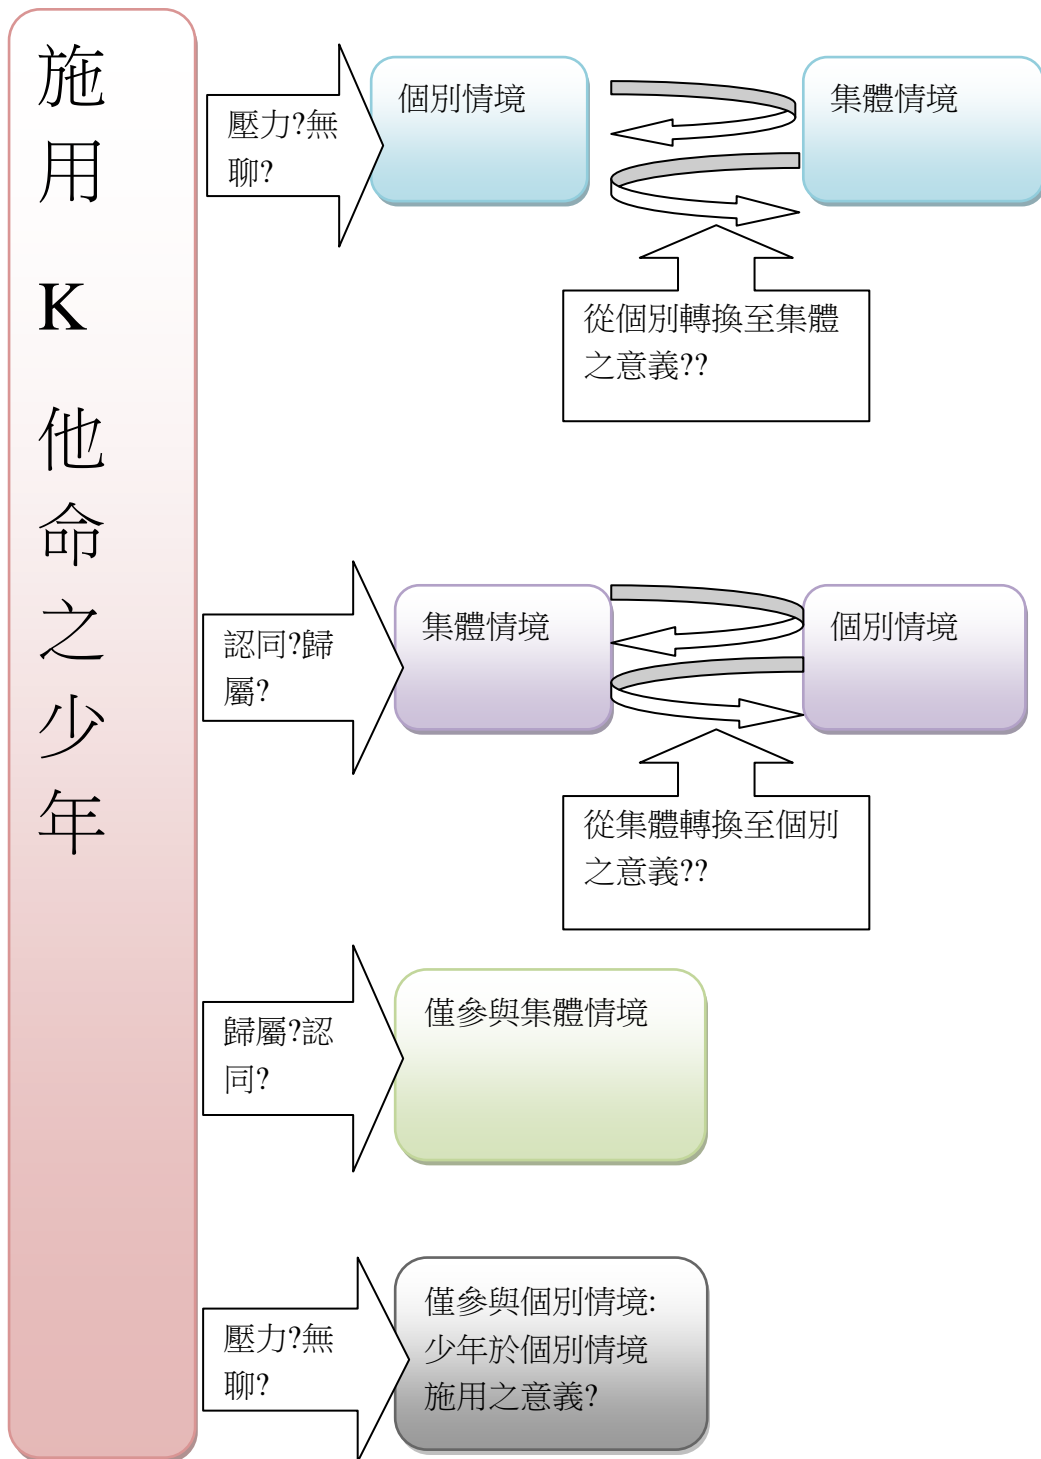 施用 K 他命之少年
壓力?無
聊?
個別情境
集體情境
從個別轉換至集體
之意義??
認同?歸
屬?
集體情境
個別情境
從集體轉換至個別
之意義??
歸屬?認
同?
僅參與集體情境
壓力?無
聊?
僅參與個別情境:
少年於個別情境
施用之意義?